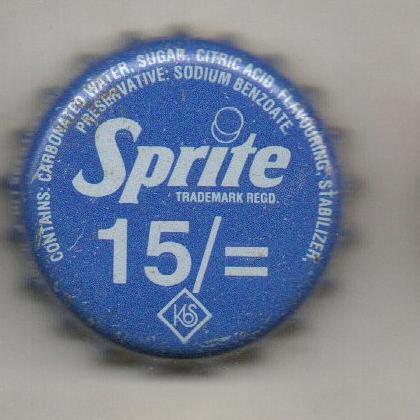 CONTAINS: CARBONATED WATER, SUGAR, CITRIC ACID, FLAVOURING, STABILIZER,
PRESERVATIVE: SODIUM BENZOATE
Sprite
TRADEMARK REGD.
15/=
KbS